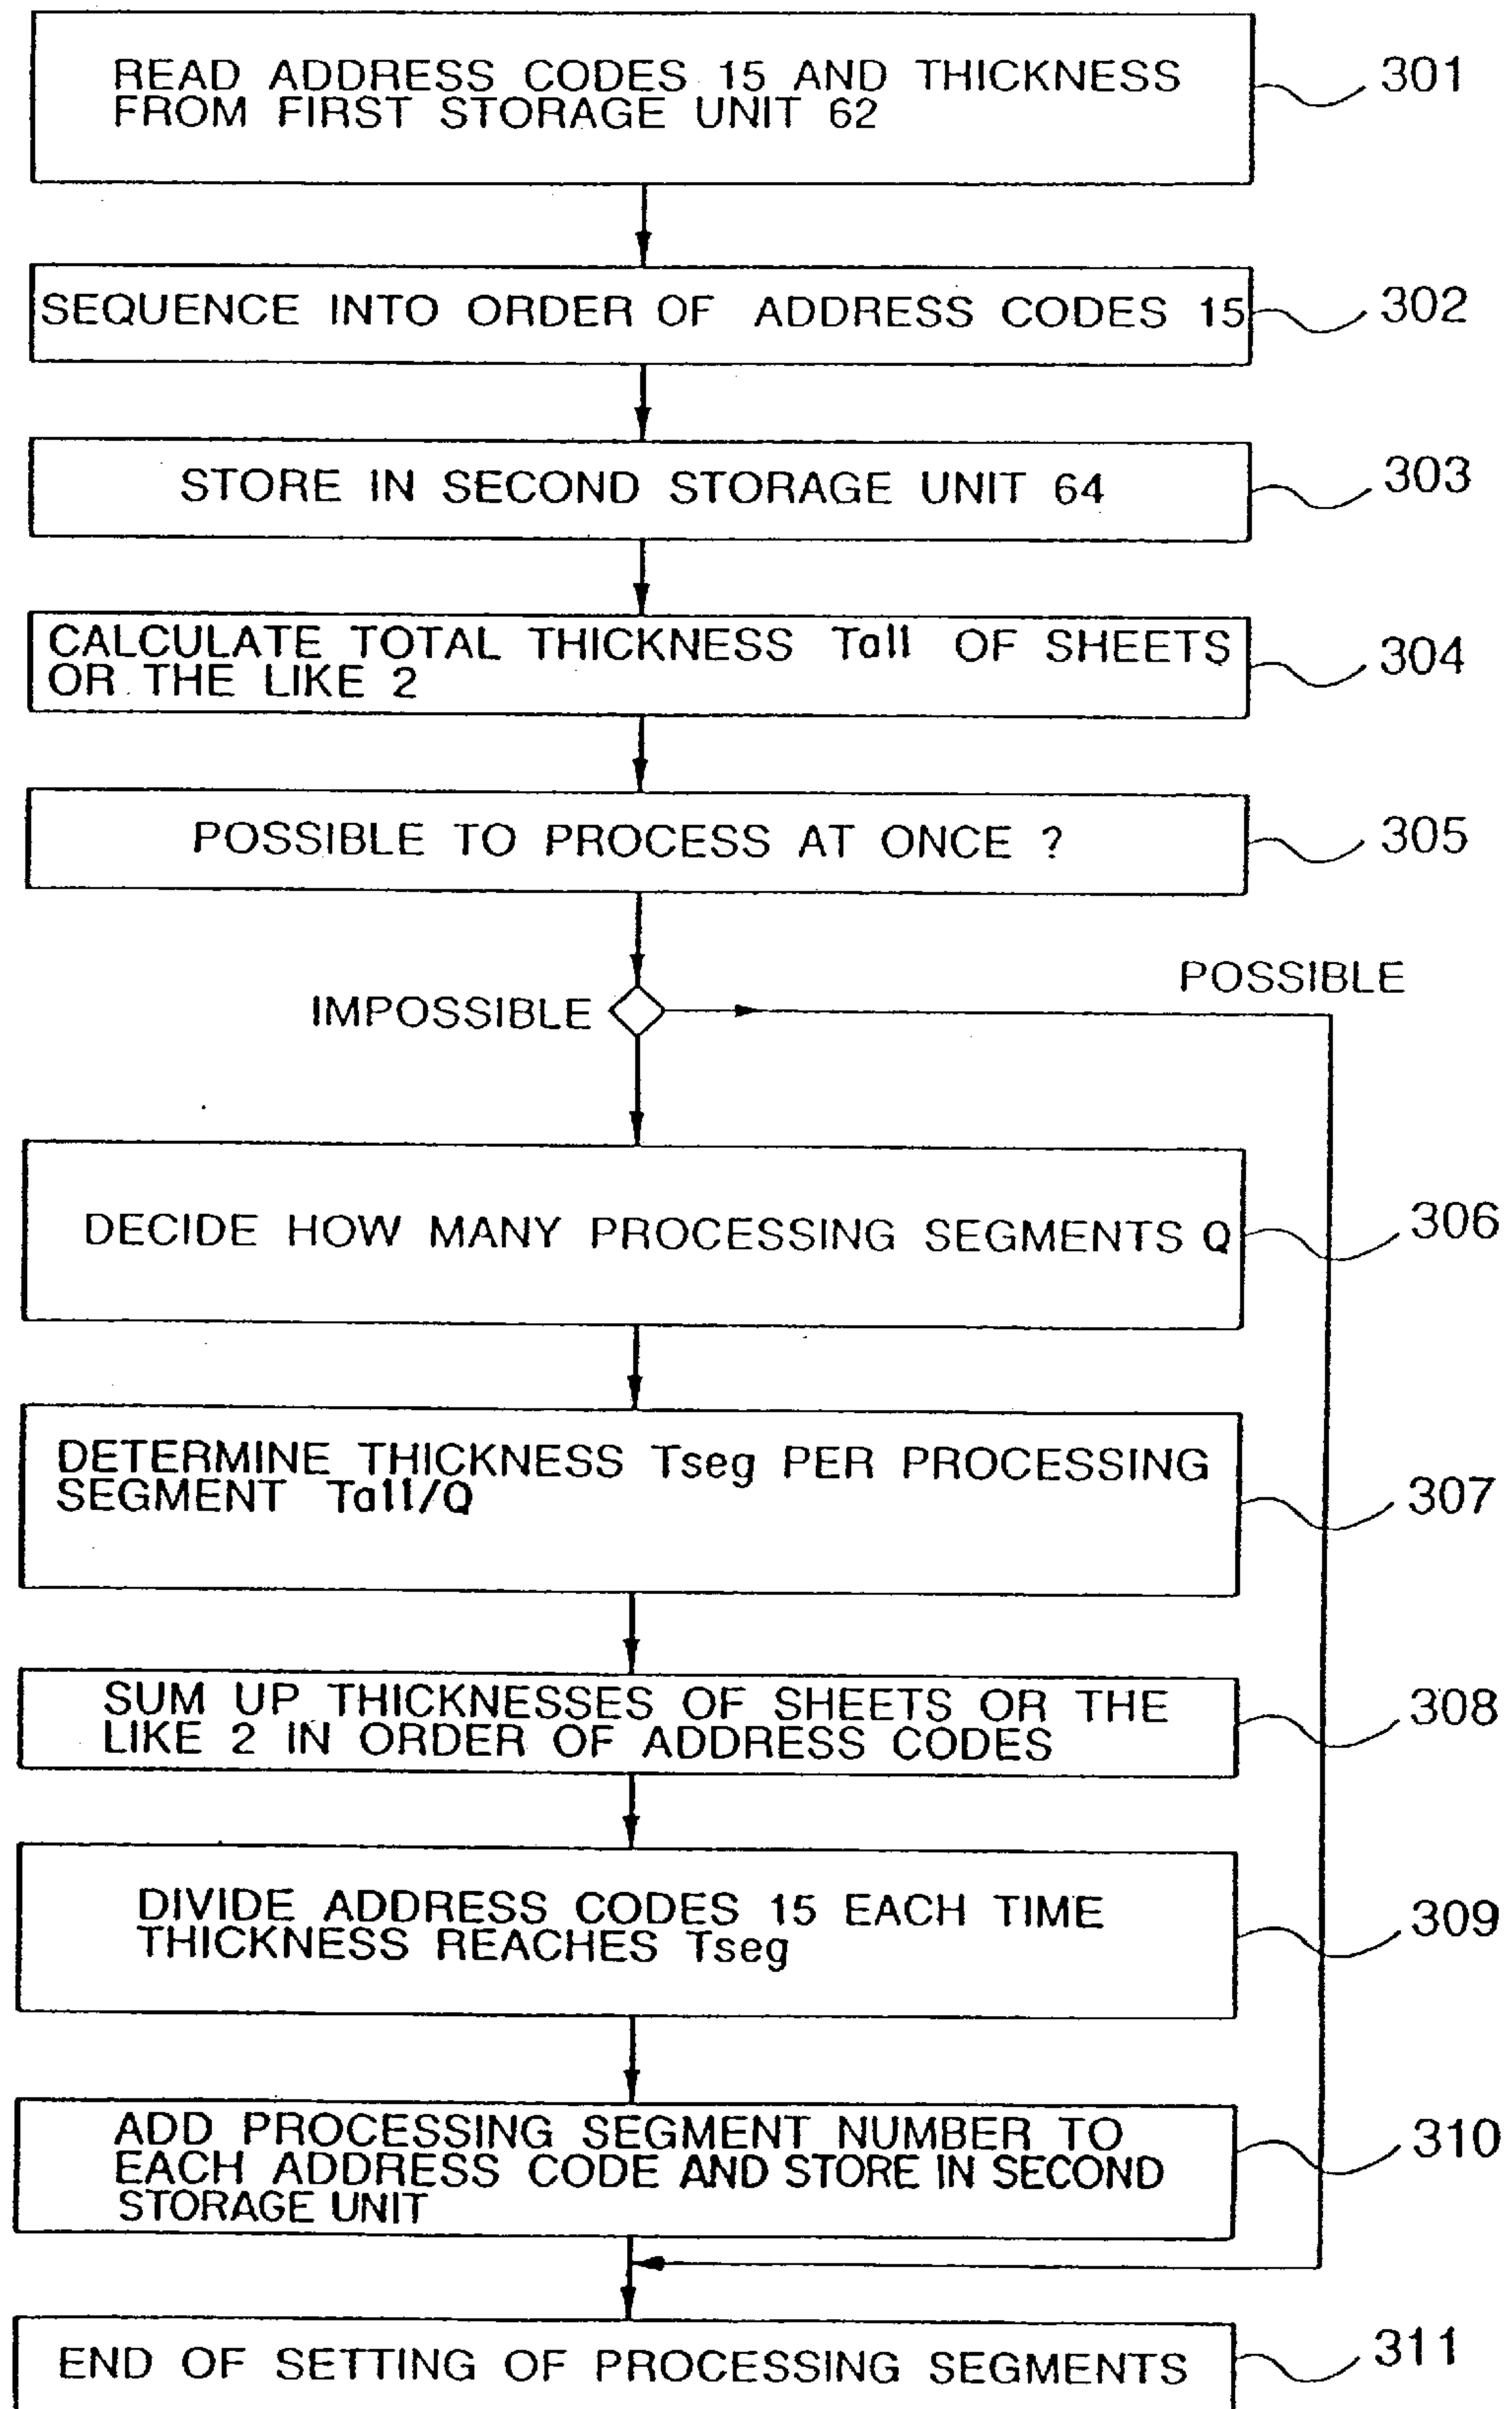 READ ADDRESS CODES 15 AND THICKNESS
FROM FIRST STORAGE UNIT 62
301
SEQUENCE INTO ORDER OF ADDRESS CODES 15
302
STORE IN SECOND STORAGE UNIT 64
303
CALCULATE TOTAL THICKNESS Tall OF SHEETS
OR THE LIKE 2
304
POSSIBLE TO PROCESS AT ONCE ?
305
POSSIBLE
IMPOSSIBLE
DECIDE HOW MANY PROCESSING SEGMENTS Q
306
DETERMINE THICKNESS Tseg PER PROCESSING
SEGMENT Tall/Q
307
SUM UP THICKNESSES OF SHEETS OR THE
LIKE 2 IN ORDER OF ADDRESS CODES
308
DIVIDE ADDRESS CODES 15 EACH TIME
THICKNESS REACHES Tseg
309
ADD PROCESSING SEGMENT NUMBER TO
EACH ADDRESS CODE AND STORE IN SECOND
STORAGE UNIT
310
END OF SETTING OF PROCESSING SEGMENTS
311